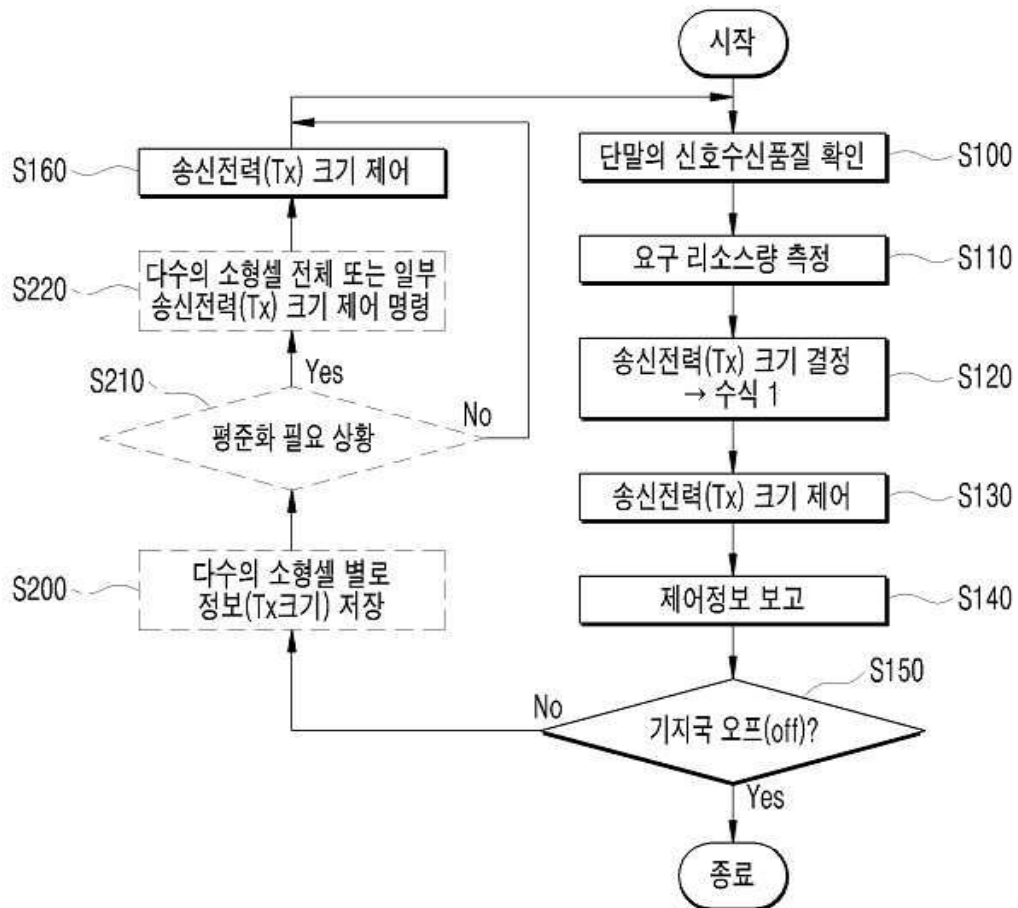 시작
단말의 신호수신품질 확인
S100
요구 리소스량 측정
S110
송신전력(Tx) 크기 결정
→ 수식 1
S120
송신전력(Tx) 크기 제어
S130
제어정보 보고
S140
S150
기지국 오프(off)?
No
Yes
종료
S200
다수의 소형셀 별로
정보(Tx크기) 저장
S210
평준화 필요 상황
Yes
No
S220
다수의 소형셀 전체 또는 일부
송신전력(Tx) 크기 제어 명령
S160
송신전력(Tx) 크기 제어